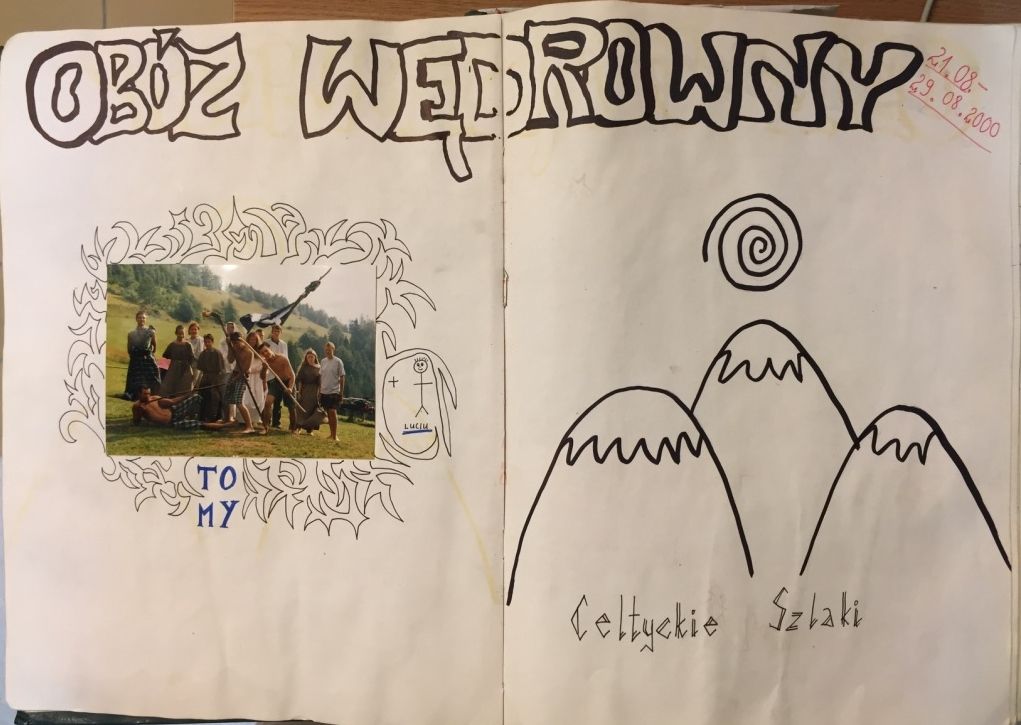 OBÓZ WĘDROWNY
21.08.-
29.08.2000
+
LUCIU
TO
MY
Celtyckie Szlaki